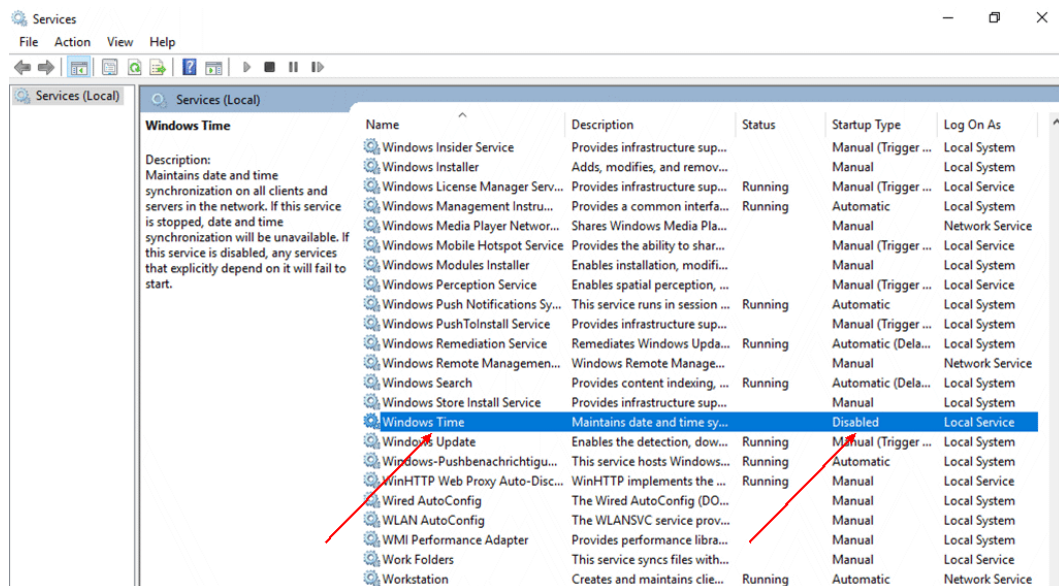 Services
File Action View Help
Services (Local)
Services (Local)
Windows Time
Description:
Maintains date and time
synchronization on all clients and
servers in the network. If this service
is stopped, date and time
synchronization will be unavailable. If
this service is disabled, any services
that explicitly depend on it will fail to
start.
Name Description Status Startup Type Log On As
Windows Insider Service Provides infrastructure sup... Manual (Trigger ... Local System
Windows Installer Adds, modifies, and remov... Manual Local System
Windows License Manager Serv... Provides infrastructure sup... Running Manual (Trigger ... Local Service
Windows Management Instru... Provides a common interfa... Running Automatic Local System
Windows Media Player Networ... Shares Windows Media Pla... Manual Network Service
Windows Mobile Hotspot Service Provides the ability to shar... Manual (Trigger ... Local Service
Windows Modules Installer Enables installation, modifi... Manual Local System
Windows Perception Service Enables spatial perception, ... Manual (Trigger ... Local Service
Windows Push Notifications Sy... This service runs in session ... Running Automatic Local System
Windows PushToInstall Service Provides infrastructure sup... Manual (Trigger ... Local System
Windows Remediation Service Remediates Windows Upda... Running Automatic (Dela... Local System
Windows Remote Managemen... Windows Remote Manage... Manual Network Service
Windows Search Provides content indexing, ... Running Automatic (Dela... Local System
Windows Store Install Service Provides infrastructure sup... Manual Local System
Windows Time Maintains date and time sy... Disabled Local Service
Windows Update Enables the detection, dow... Running Manual (Trigger ... Local System
Windows-Pushbenachrichtigu... This service hosts Windows... Running Automatic Local System
WinHTTP Web Proxy Auto-Disc... WinHTTP implements the ... Running Manual Local Service
Wired AutoConfig The Wired AutoConfig (DO... Manual Local System
WLAN AutoConfig The WLANSVC service prov... Manual Local System
WMI Performance Adapter Provides performance libra... Manual Local System
Work Folders This service syncs files with... Manual Local Service
Workstation Creates and maintains clie... Running Automatic Network Service